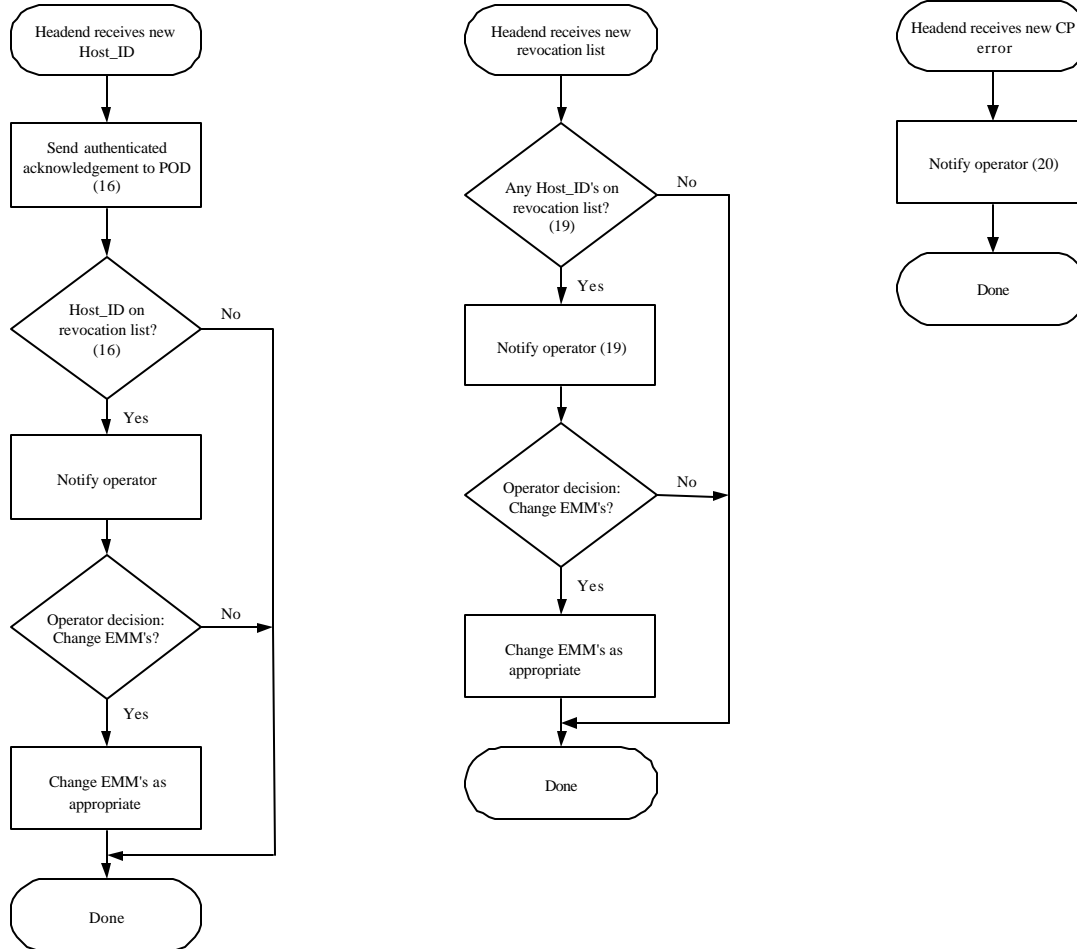 Headend receives new
Host_ID
Send authenticated
acknowledgement to POD
(16)
Host_ID on
revocation list?
(16)
No
Yes
Notify operator
Operator decision:
Change EMM's?
No
Yes
Change EMM's as
appropriate
Done
Headend receives new
revocation list
Any Host_ID's on
revocation list?
(19)
No
Yes
Notify operator (19)
Operator decision:
Change EMM's?
No
Yes
Change EMM's as
appropriate
Done
Headend receives new CP
error
Notify operator (20)
Done